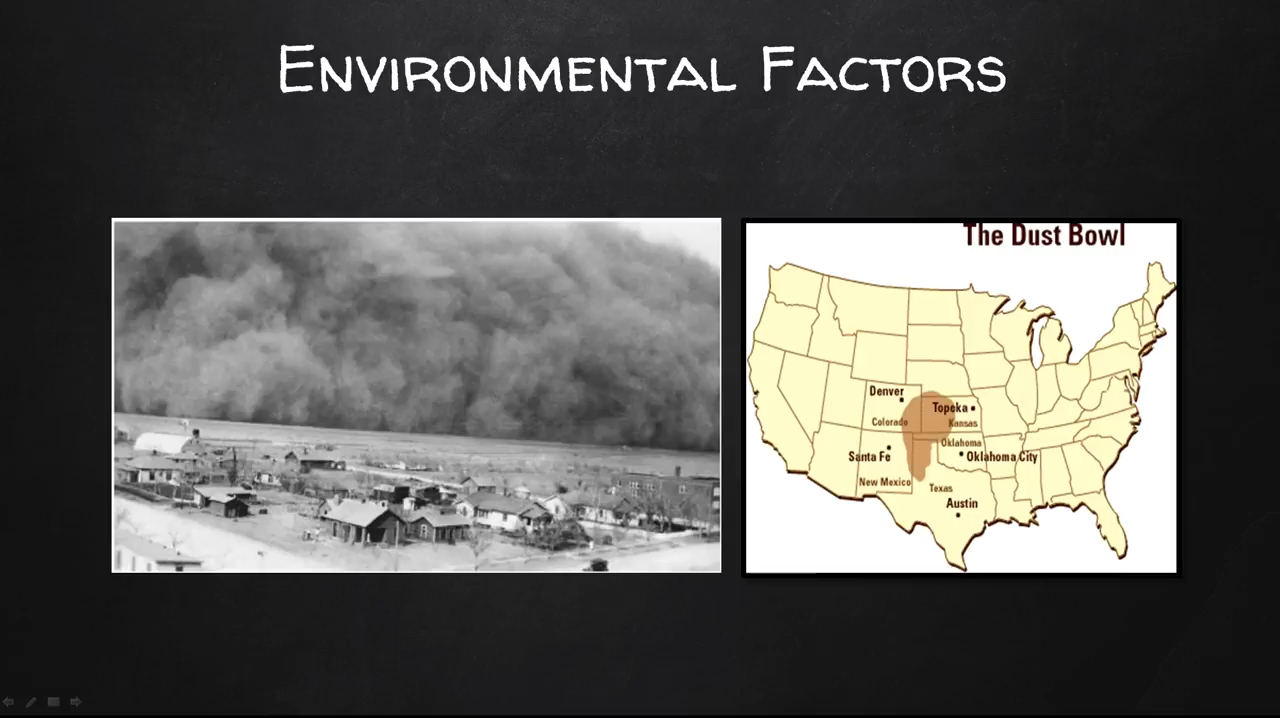 Environmental Factors
The Dust Bowl
Denver
Topeka
Colorado
Kansas
Oklahoma
Santa Fe
Oklahoma City
New Mexico
Texas
Austin